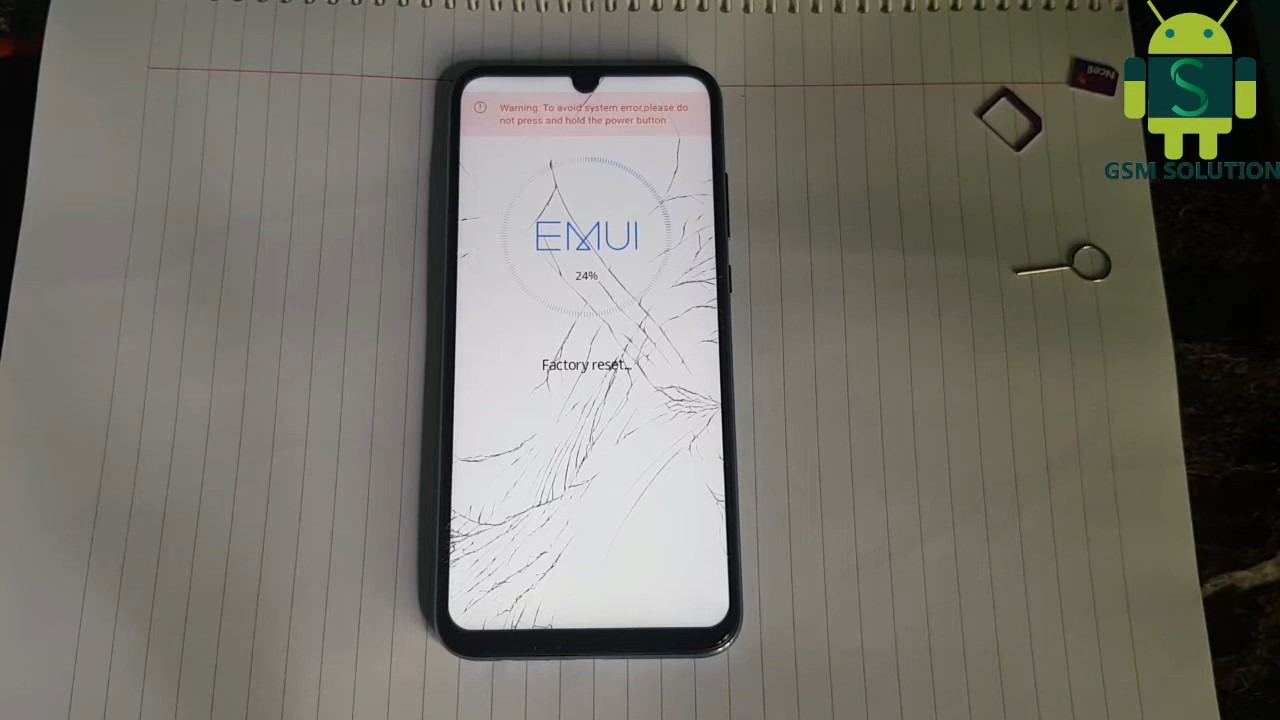 Warning: To avoid system error,please do
not press and hold the power button
EMUI
24%
Factory reset...
Ncell
S
GSM SOLUTION